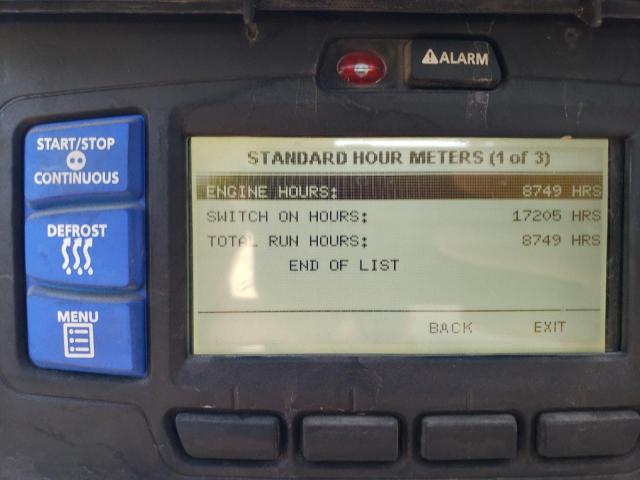 ALARM
START/STOP
CONTINUOUS
DEFROST
MENU
STANDARD HOUR METERS (1 of 3)
ENGINE HOURS: 8749 HRS
SWITCH ON HOURS: 17205 HRS
TOTAL RUN HOURS: 8749 HRS
END OF LIST
BACK EXIT